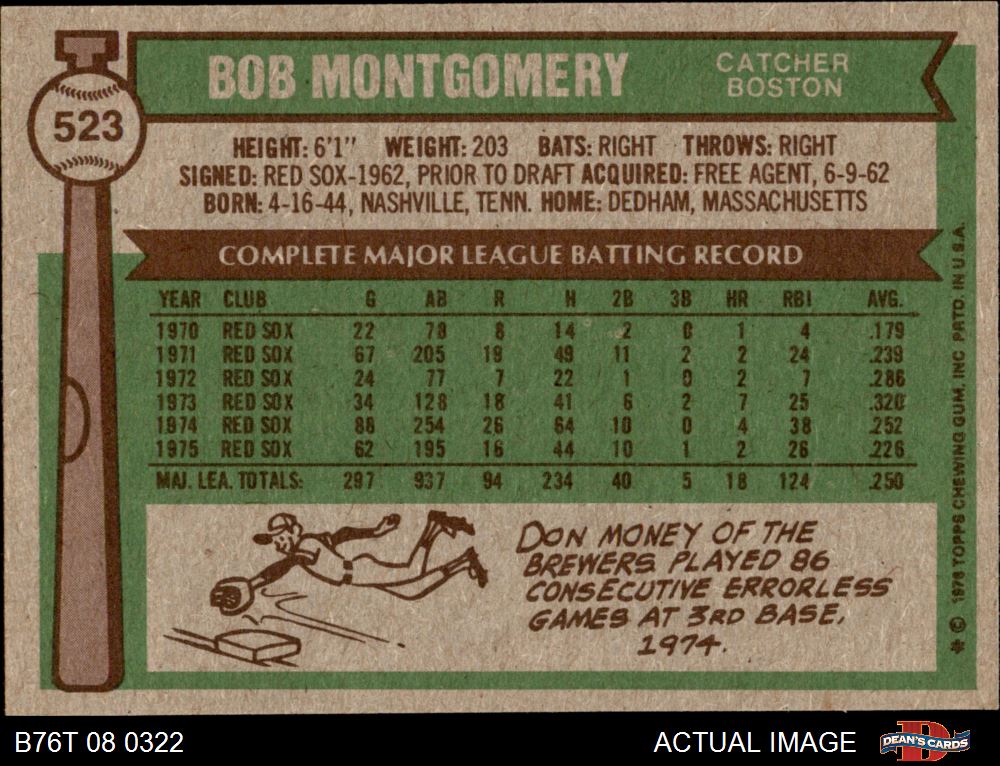 523
BOB MONTGOMERY
CATCHER
BOSTON
HEIGHT: 6'1" WEIGHT: 203 BATS: RIGHT THROWS: RIGHT
SIGNED: RED SOX-1962, PRIOR TO DRAFT ACQUIRED: FREE AGENT, 6-9-62
BORN: 4-16-44, NASHVILLE, TENN. HOME: DEDHAM, MASSACHUSETTS
COMPLETE MAJOR LEAGUE BATTING RECORD
YEAR CLUB G AB R H 2B 3B HR RBI AVG.
1970 RED SOX 22 78 8 14 2 0 1 4 .179
1971 RED SOX 67 205 19 49 11 2 2 24 .239
1972 RED SOX 24 77 7 22 1 0 2 7 .286
1973 RED SOX 34 128 18 41 6 2 7 25 .320
1974 RED SOX 88 254 26 64 10 0 4 38 .252
1975 RED SOX 62 195 16 44 10 1 2 26 .226
MAJ. LEA. TOTALS: 297 937 94 234 40 5 18 124 .250
DON MONEY OF THE
BREWERS PLAYED 86
CONSECUTIVE ERRORLESS
GAMES AT 3RD BASE,
1974.
* © 1976 TOPPS CHEWING GUM, INC. PRTD. IN U.S.A.
B76T 08 0322
ACTUAL IMAGE
DEAN'S CARDS